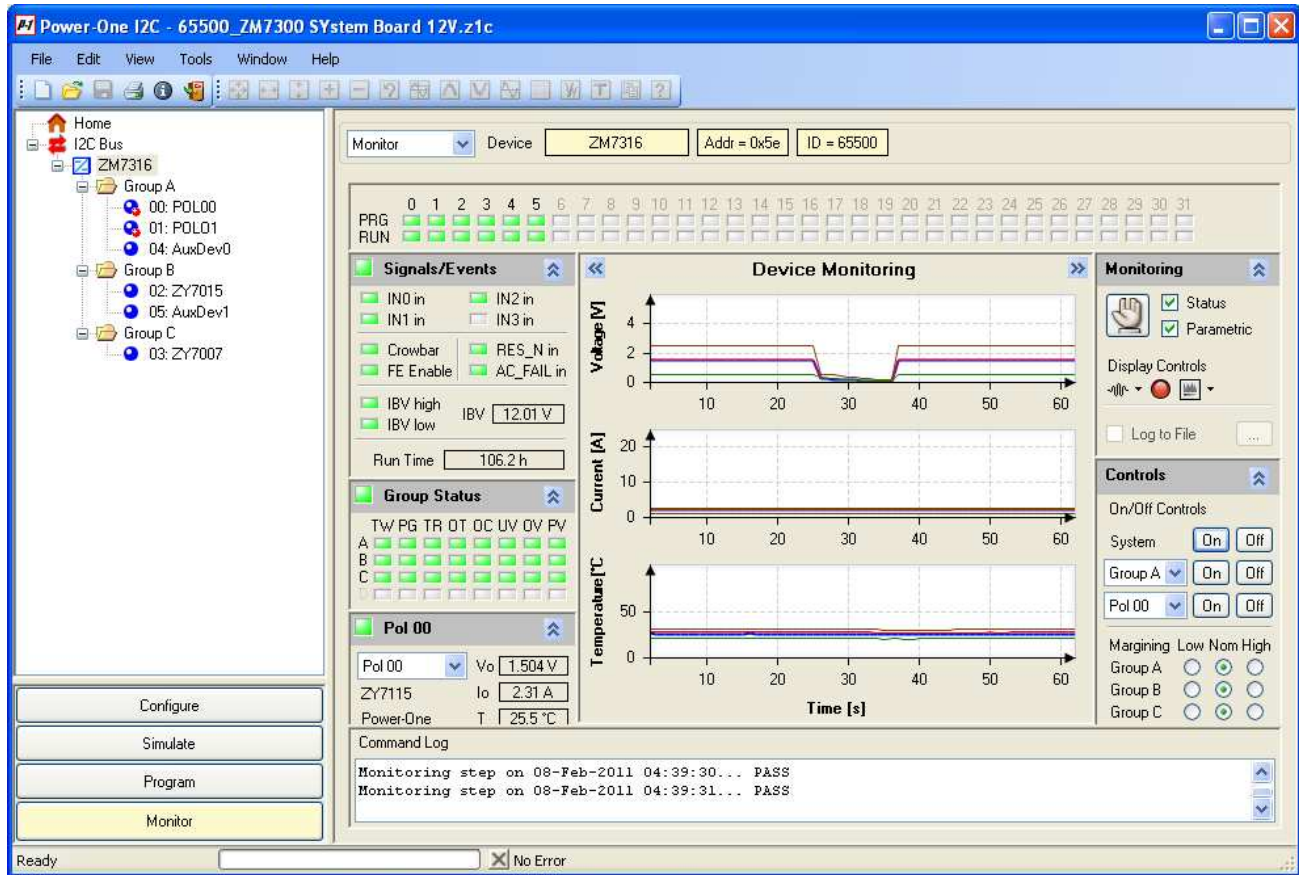 Power-One I2C - 65500_ZM7300 SYstem Board 12V.z1c
File Edit View Tools Window Help
Home
I2C Bus
ZM7316
Group A
00: POL00
01: POL01
04: AuxDev0
Group B
02: ZY7015
05: AuxDev1
Group C
03: ZY7007
Configure
Simulate
Program
Monitor
Monitor Device ZM7316 Addr = 0x5e ID = 65500
0 1 2 3 4 5 6 7 8 9 10 11 12 13 14 15 16 17 18 19 20 21 22 23 24 25 26 27 28 29 30 31
PRG
RUN
Signals/Events
IN0 in IN2 in
IN1 in IN3 in
Crowbar RES_N in
FE Enable AC_FAIL in
IBV high
IBV low
IBV 12.01 V
Run Time 106.2 h
Group Status
TW PG TR OT OC UV OV PV
A
B
C
D
Pol 00
Pol 00 Vo 1.504 V
ZY7115 Io 2.31 A
Power-One T 25.5 °C
Device Monitoring
Voltage [V]
4
2
0
10 20 30 40 50 60
Current [A]
20
10
0
10 20 30 40 50 60
Temperature [°C
50
0
10 20 30 40 50 60
Time [s]
Monitoring
Status
Parametric
Display Controls
Log to File ...
Controls
On/Off Controls
System On Off
Group A On Off
Pol 00 On Off
Margining Low Nom High
Group A
Group B
Group C
Command Log
Monitoring step on 08-Feb-2011 04:39:30... PASS
Monitoring step on 08-Feb-2011 04:39:31... PASS
Ready No Error